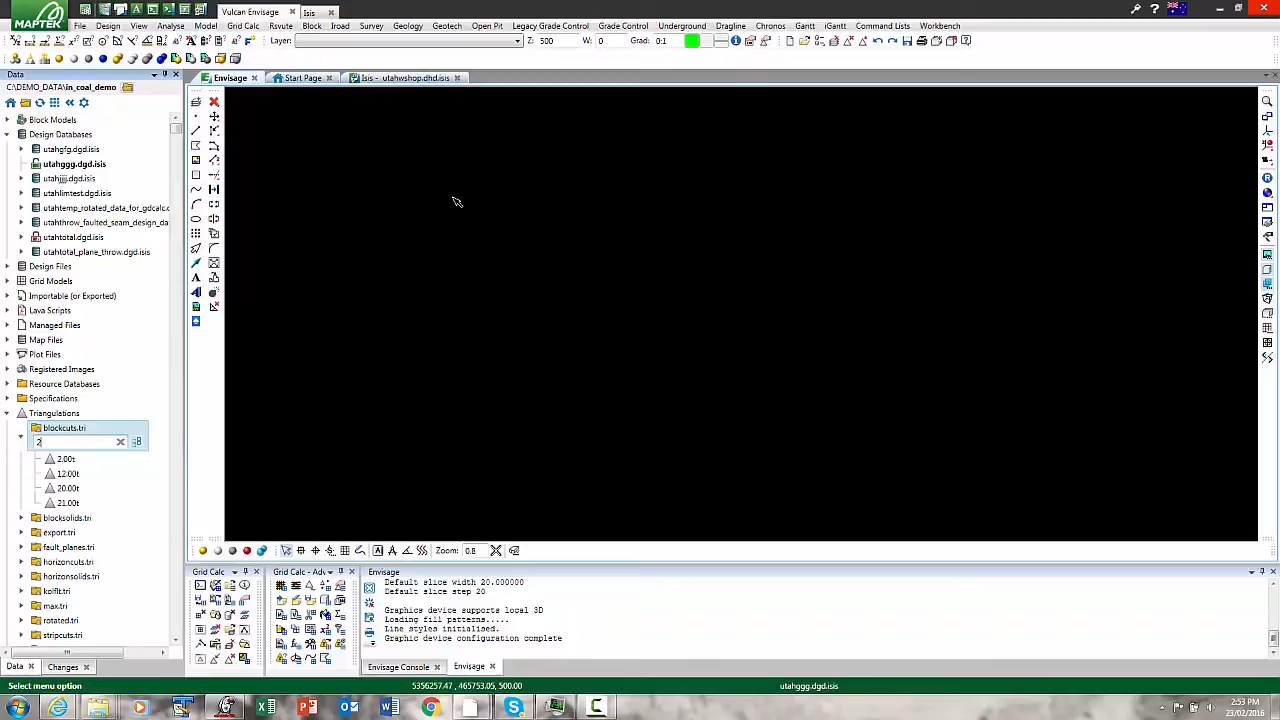 MAPTEK
Vulcan Envisage
Isis
File Design View Analyse Model Grid Calc Rsvute Block Iroad Survey Geology Geotech Open Pit Legacy Grade Control Grade Control Underground Dragline Chronos Gantt iGantt Command Lists Workbench
Layer: Z: 500 W: 0 Grad: 0:1
Data
C:\DEMO_DATA\in_coal_demo
Envisage
Start Page
Isis - utahwshop.dhd.isis
Block Models
Design Databases
utahgfg.dgd.isis
utahggg.dgd.isis
utahjjjj.dgd.isis
utahlimtest.dgd.isis
utahtemp_rotated_data_for_gdcalc.
utahthrow_faulted_seam_design_da
utahtotal.dgd.isis
utahtotal_plane_throw.dgd.isis
Design Files
Grid Models
Importable (or Exported)
Lava Scripts
Managed Files
Map Files
Plot Files
Registered Images
Resource Databases
Specifications
Triangulations
blockcuts.tri
2
2.00t
12.00t
20.00t
21.00t
blocksolids.tri
export.tri
fault_planes.tri
horizoncuts.tri
horizonsolids.tri
kolflt.tri
max.tri
rotated.tri
stripcuts.tri
Data
Changes
Zoom: 0.8
Grid Calc
Grid Calc - Adv
Envisage
Default slice width 20.000000
Default slice step 20
Graphics device supports local 3D
Loading fill patterns.....
Line styles initialised.
Graphic device configuration complete
Envisage Console
Envisage
Select menu option
5356257.47 , 465753.05, 500.00
utahggg.dgd.isis
2:53 PM
23/02/2016